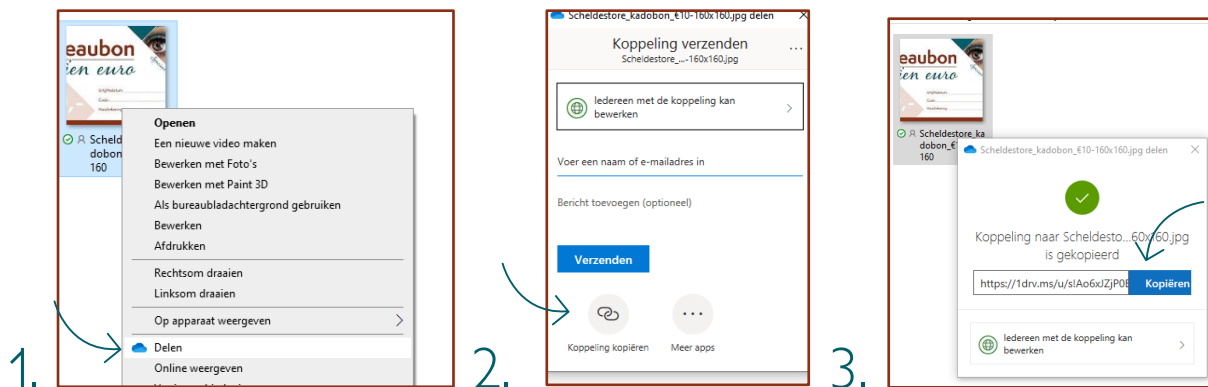 1.
eaubon
ien euro
Scheld
dobon
160
Openen
Een nieuwe video maken
Bewerken met Foto's
Bewerken met Paint 3D
Als bureaubladachtergrond gebruiken
Bewerken
Afdrukken
Rechtsom draaien
Linksom draaien
Op apparaat weergeven
Delen
Online weergeven
2.
Scheldestore_kadobon_€10-160x160.jpg delen
Koppeling verzenden
Scheldestore_...-160x160.jpg
Iedereen met de koppeling kan
bewerken
Voer een naam of e-mailadres in
Bericht toevoegen (optioneel)
Verzenden
Koppeling kopiëren
Meer apps
3.
eaubon
ien euro
Scheldestore_ka
dobon_€
160
Scheldestore_kadobon_€10-160x160.jpg delen
Koppeling naar Scheldesto...60x160.jpg
is gekopieerd
https://1drv.ms/u/s!Ao6xJZjP0E
Kopiëren
Iedereen met de koppeling kan
bewerken